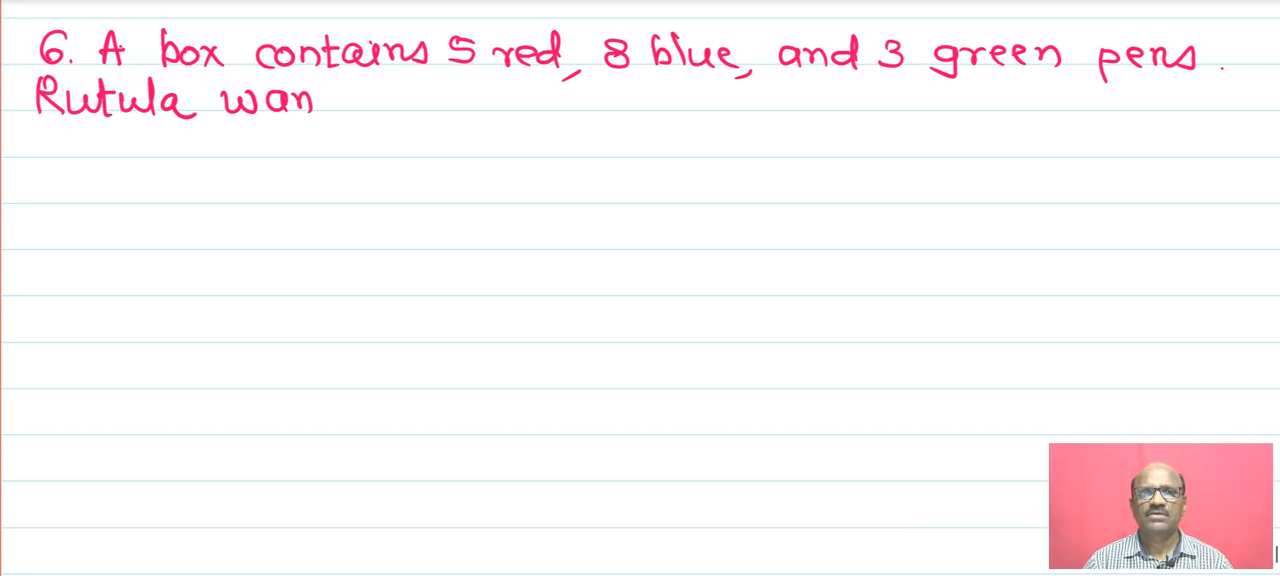 6. A box contains 5 red, 8 blue, and 3 green pens.
Rutula wan